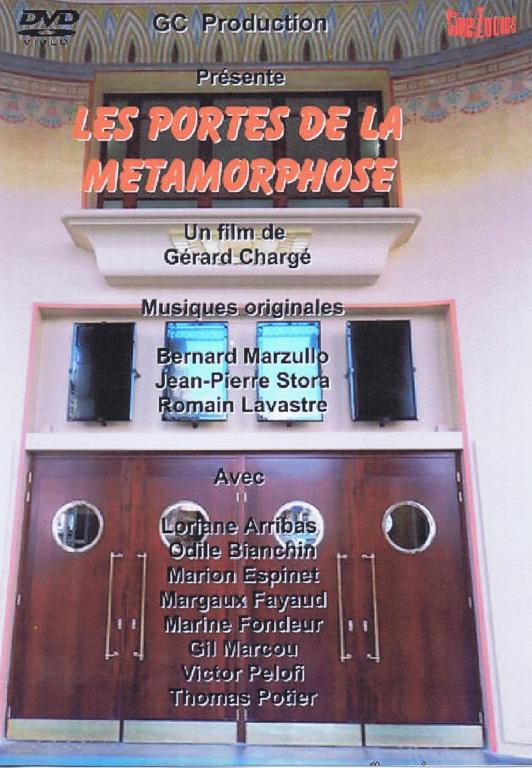 DVD
VIDEO
GC Production
CinéZooms
Présente
LES PORTES DE LA
METAMORPHOSE
Un film de
Gérard Chargé
Musiques originales
Bernard Marzullo
Jean-Pierre Stora
Romain Lavastre
Avec
Loriane Arribas
Odile Bianchin
Marion Espinet
Margaux Fayaud
Marine Fondeur
Gil Marcou
Victor Pelofi
Thomas Potier